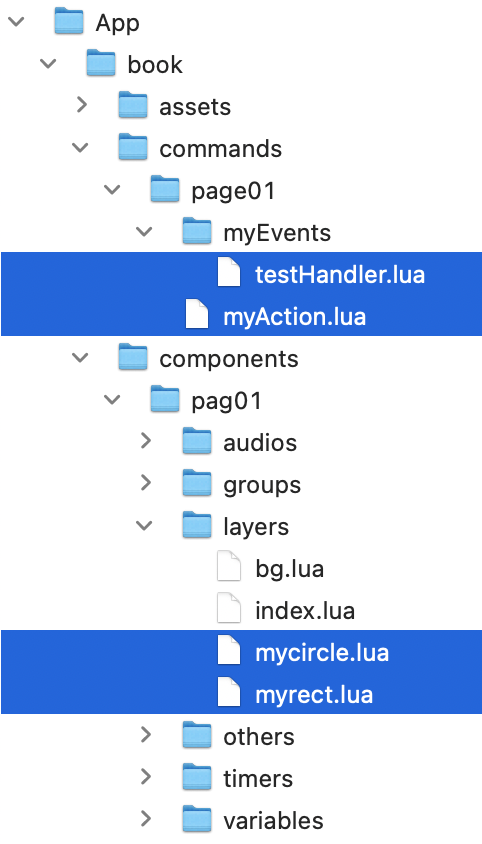 App
book
assets
commands
page01
myEvents
testHandler.lua
myAction.lua
components
pag01
audios
groups
layers
bg.lua
index.lua
mycircle.lua
myrect.lua
others
timers
variables